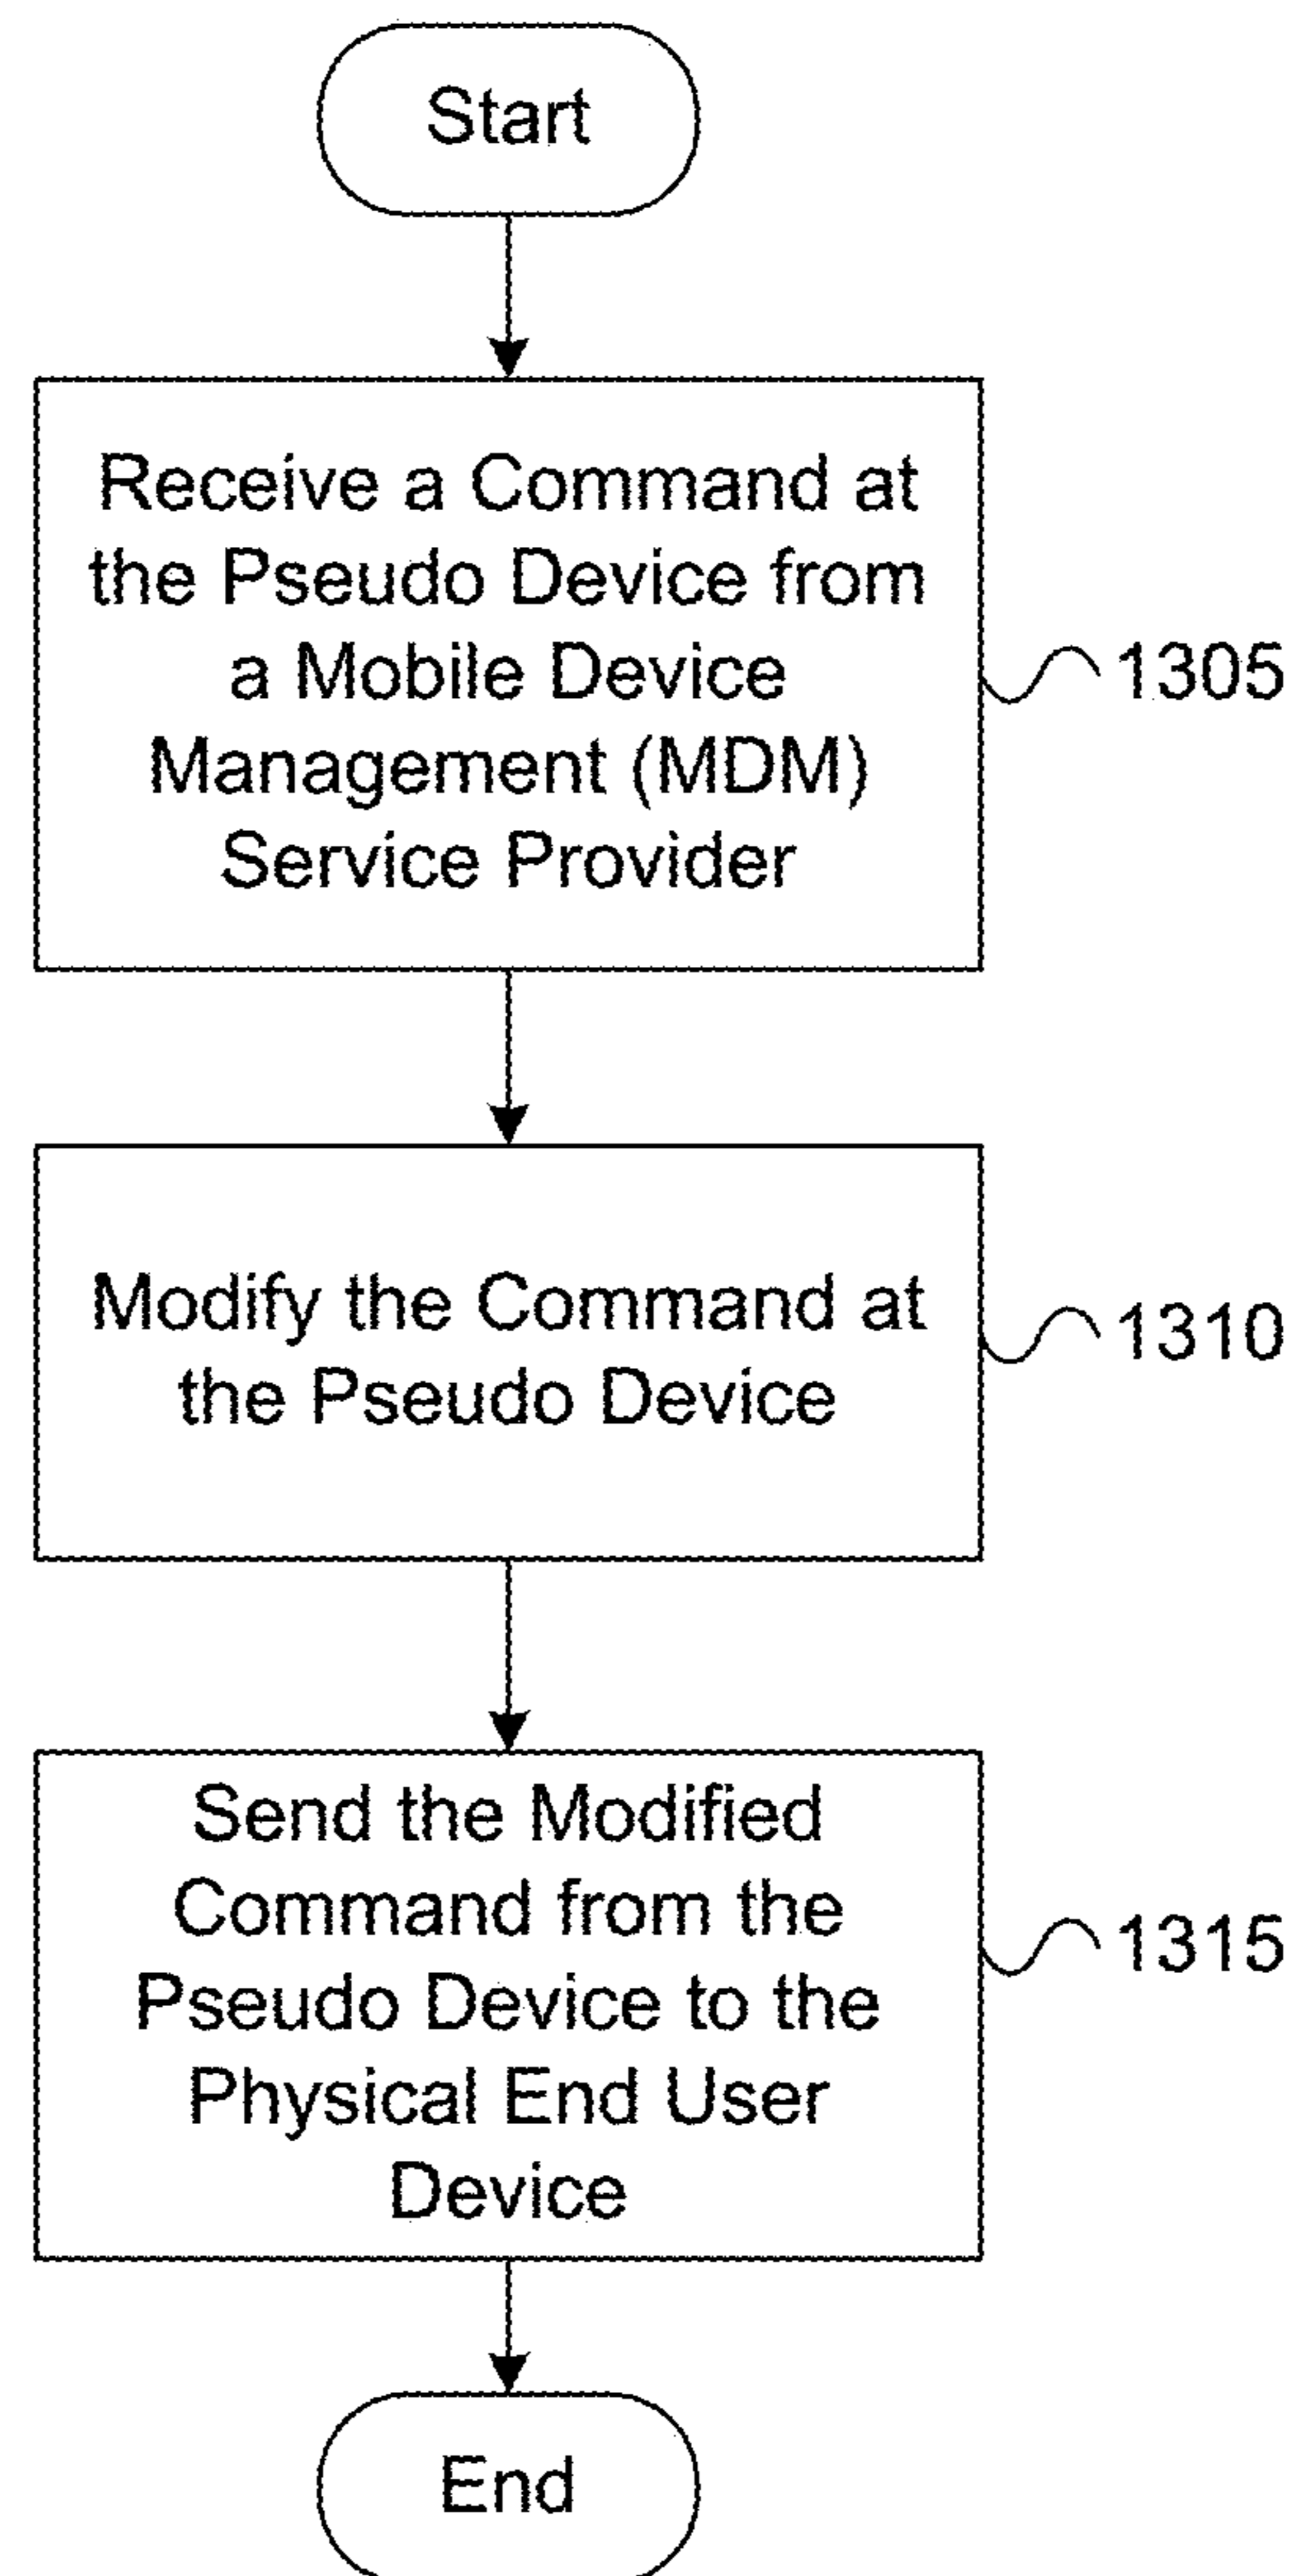 Start
Receive a Command at
the Pseudo Device from
a Mobile Device
Management (MDM)
Service Provider
1305
Modify the Command at
the Pseudo Device
1310
Send the Modified
Command from the
Pseudo Device to the
Physical End User
Device
1315
End